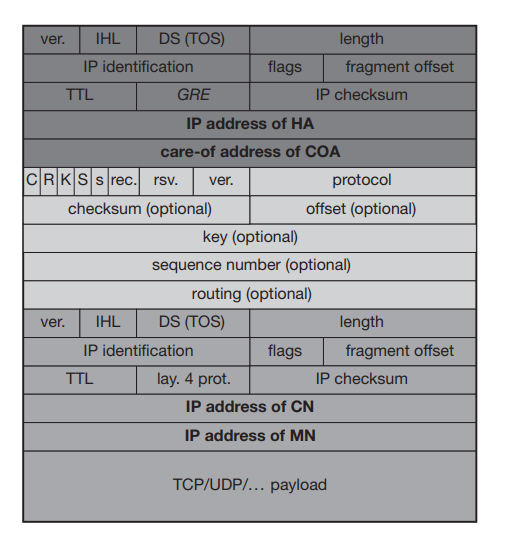 ver. IHL DS (TOS) length
IP identification flags fragment offset
TTL GRE IP checksum
IP address of HA
care-of address of COA
C R K S s rec. rsv. ver. protocol
checksum (optional) offset (optional)
key (optional)
sequence number (optional)
routing (optional)
ver. IHL DS (TOS) length
IP identification flags fragment offset
TTL lay. 4 prot. IP checksum
IP address of CN
IP address of MN
TCP/UDP/... payload